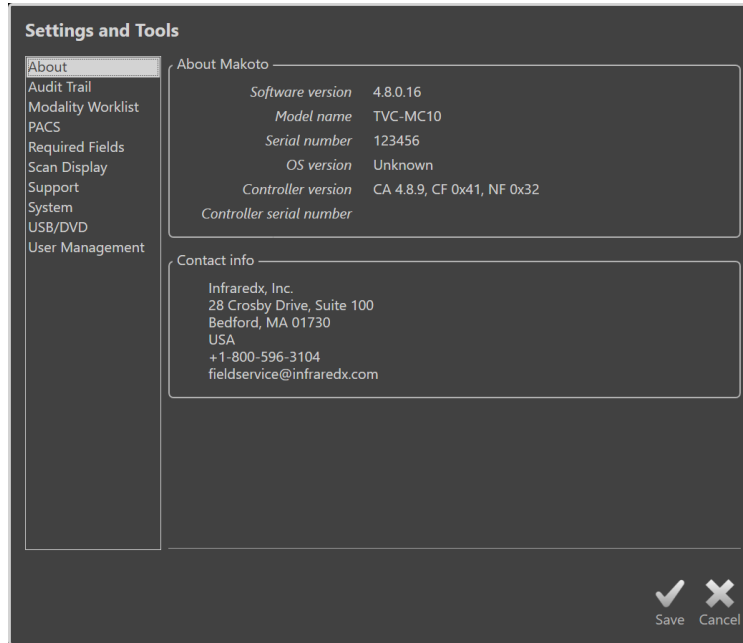 Settings and Tools
About
Audit Trail
Modality Worklist
PACS
Required Fields
Scan Display
Support
System
USB/DVD
User Management
About Makoto
Software version 4.8.0.16
Model name TVC-MC10
Serial number 123456
OS version Unknown
Controller version CA 4.8.9, CF 0x41, NF 0x32
Controller serial number
Contact info
Infraredx, Inc.
28 Crosby Drive, Suite 100
Bedford, MA 01730
USA
+1-800-596-3104
fieldservice@infraredx.com
Save Cancel